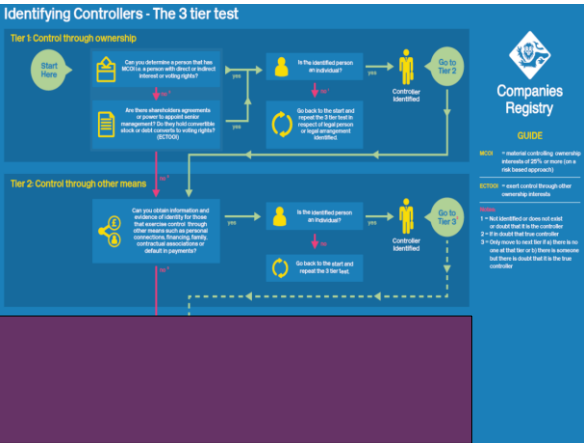 Identifying Controllers - The 3 tier test
Tier 1: Control through ownership
Start
Here
Can you determine a person that has
MCOI i.e. a person with direct or indirect
interest or voting rights?
yes
Is the identified person
an individual?
yes
Controller
Identified
Go to
Tier 2
no
no
Are there shareholders agreements
or power to appoint senior
management? Do they hold convertible
stock or debt converts to voting rights?
(ECTOOI)
yes
Go back to the start and
repeat the 3 tier test in
respect of legal person
or legal arrangement
identified.
no
Tier 2: Control through other means
Can you obtain information and
evidence of identity for those
that exercise control through
other means such as personal
connections, financing, family,
contractual associations or
default in payments?
yes
Is the identified person
an individual?
yes
Controller
Identified
Go to
Tier 3
no
Go back to the start and
repeat the 3 tier test
no
Companies
Registry
GUIDE
MCOI = material controlling ownership
interests of 25% or more (on a
risk based approach)
ECTOOI = exert control through other
ownership interests
1 = Not identified or does not exist
or doubt that it is the controller
2 = If in doubt that true controller
3 = Only move to next tier if a) there is no
one at that tier or b) there is someone
but there is doubt that it is the true
controller